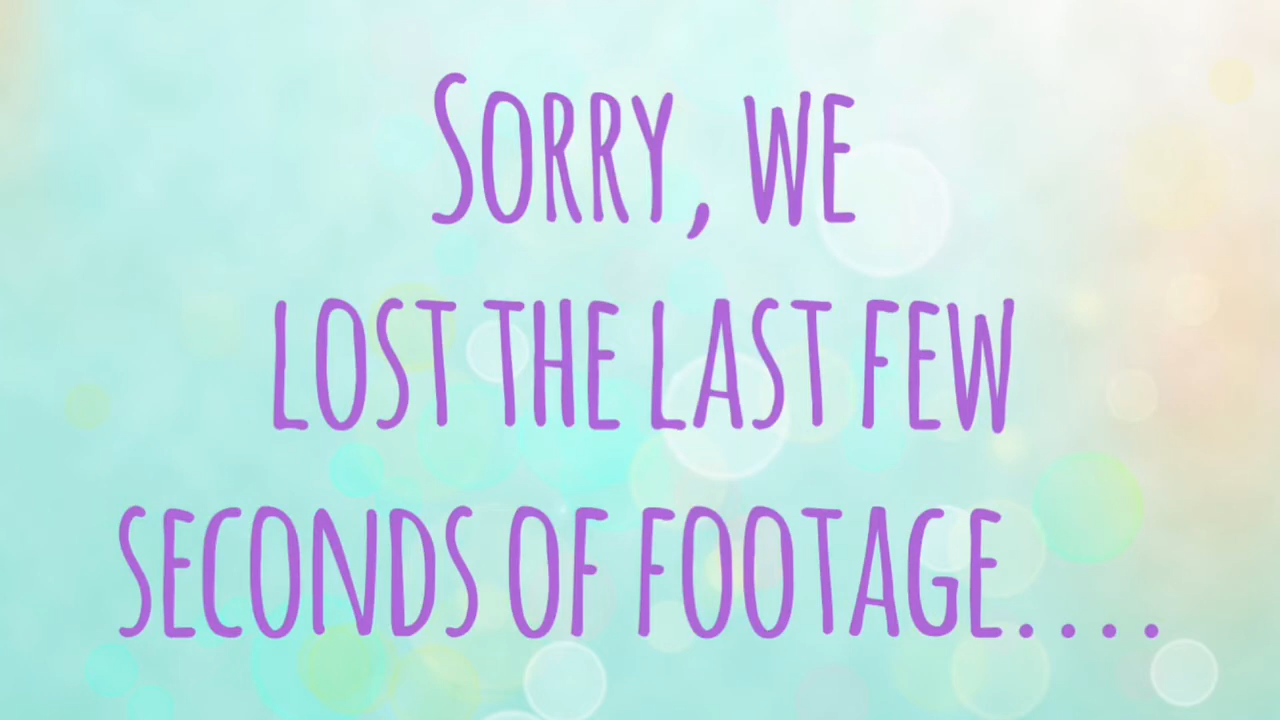 Sorry, we
lost the last few
seconds of footage....